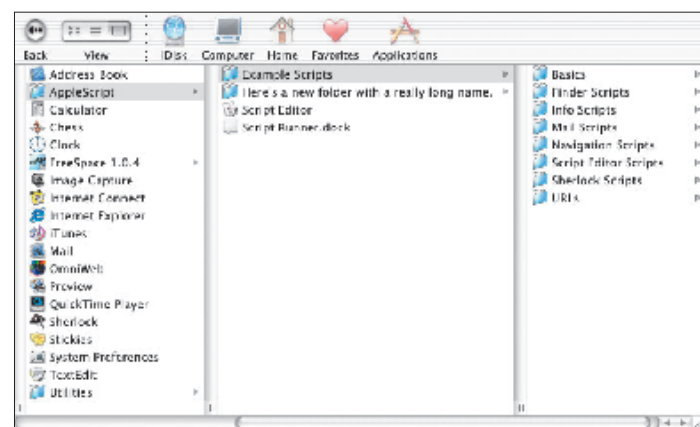 Back View iDisk Computer Home Favorites Applications
Address Book
AppleScript
Calculator
Chess
Clock
FreeSpace 1.0.4
Image Capture
Internet Connect
Internet Explorer
iTunes
Mail
OmniWeb
Preview
QuickTime Player
Sherlock
Stickies
System Preferences
TextEdit
Utilities
Example Scripts
Here's a new folder with a really long name.
Script Editor
Script Runner.dock
Basics
Finder Scripts
Info Scripts
Mail Scripts
Navigation Scripts
Script Editor Scripts
Sherlock Scripts
URLs